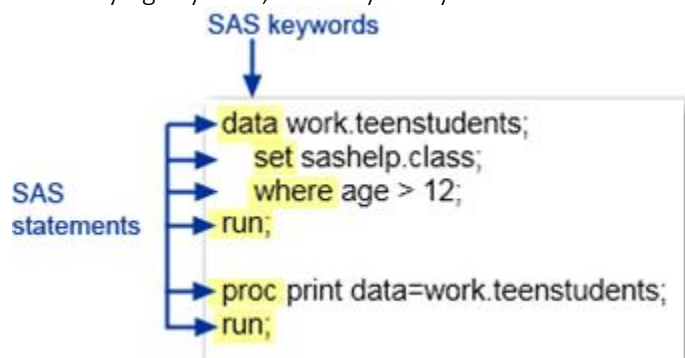 SAS keywords
data work.teenstudents;
set sashelp.class;
where age > 12;
run;
SAS
statements
proc print data=work.teenstudents;
run;